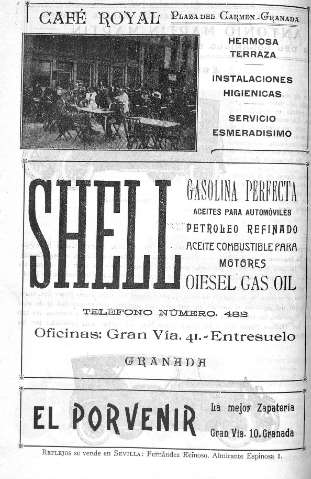 CAFÉ ROYAL PLAZA DEL CARMEN.-GRANADA
HERMOSA
TERRAZA
INSTALACIONES
HIGIENICAS
SERVICIO
ESMERADISIMO
SHELL
GASOLINA PERFECTA
ACEITES PARA AUTOMÓVILES
PETROLEO REFINADO
ACEITE COMBUSTIBLE PARA
MOTORES
DIESEL GAS OIL
TELEFONO NÚMERO, 482
Oficinas: Gran Vía. 41.-Entresuelo
GRANADA
EL PORVENIR
La mejor Zapatería
Gran Vía. 10. Granada
REFLEJOS se vende en SEVILLA: Fernández Reinoso. Almirante Espinosa 1.